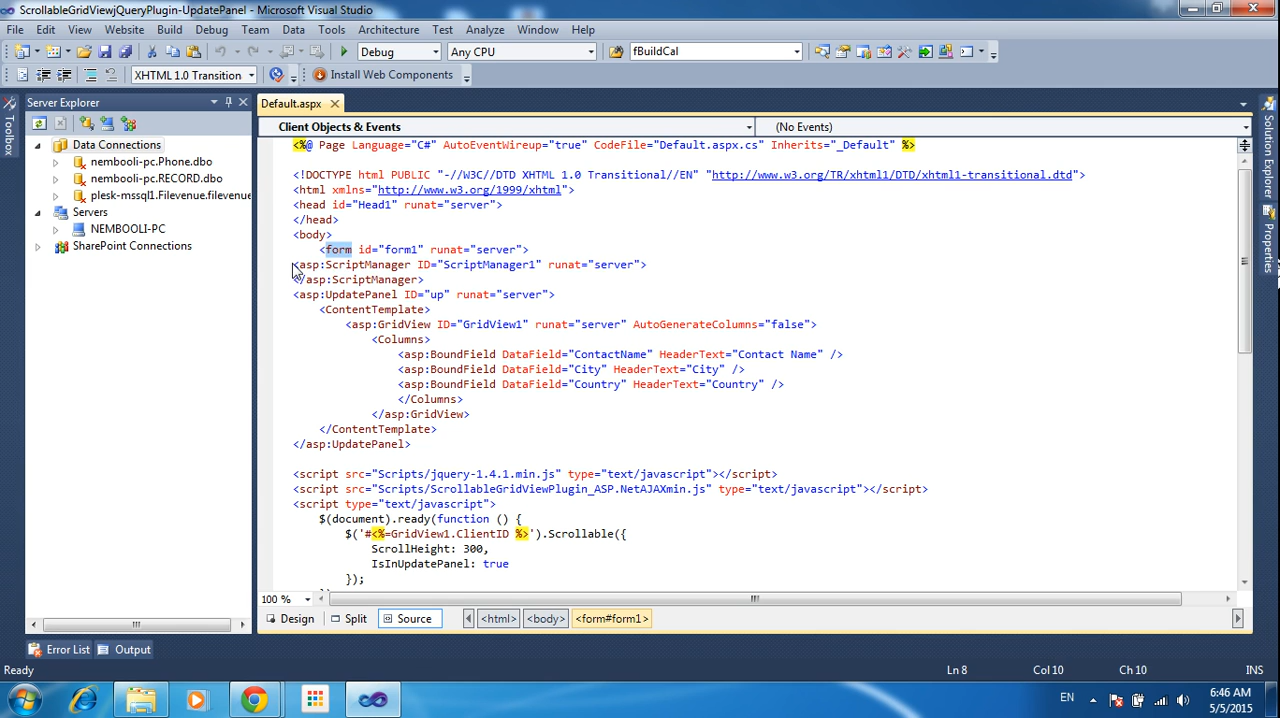 ScrollableGridViewjQueryPlugin-UpdatePanel - Microsoft Visual Studio
File Edit View Website Build Debug Team Data Tools Architecture Test Analyze Window Help
Debug Any CPU fBuildCal
XHTML 1.0 Transition Install Web Components
Toolbox
Server Explorer
Data Connections
nembooli-pc.Phone.dbo
nembooli-pc.RECORD.dbo
plesk-mssql1.Filevenue.filevenue
Servers
NEMBOOLI-PC
SharePoint Connections
Default.aspx
Client Objects & Events (No Events)
<%@ Page Language="C#" AutoEventWireup="true" CodeFile="Default.aspx.cs" Inherits="_Default" %>
<!DOCTYPE html PUBLIC "-//W3C//DTD XHTML 1.0 Transitional//EN" "http://www.w3.org/TR/xhtml1/DTD/xhtml1-transitional.dtd">
<html xmlns="http://www.w3.org/1999/xhtml">
<head id="Head1" runat="server">
</head>
<body>
<form id="form1" runat="server">
<asp:ScriptManager ID="ScriptManager1" runat="server">
</asp:ScriptManager>
<asp:UpdatePanel ID="up" runat="server">
<ContentTemplate>
<asp:GridView ID="GridView1" runat="server" AutoGenerateColumns="false">
<Columns>
<asp:BoundField DataField="ContactName" HeaderText="Contact Name" />
<asp:BoundField DataField="City" HeaderText="City" />
<asp:BoundField DataField="Country" HeaderText="Country" />
</Columns>
</asp:GridView>
</ContentTemplate>
</asp:UpdatePanel>
<script src="Scripts/jquery-1.4.1.min.js" type="text/javascript"></script>
<script src="Scripts/ScrollableGridViewPlugin_ASP.NetAJAXmin.js" type="text/javascript"></script>
<script type="text/javascript">
$(document).ready(function () {
$('#<%=GridView1.ClientID %>').Scrollable({
ScrollHeight: 300,
IsInUpdatePanel: true
});
100 %
Design Split Source <html> <body> <form#form1>
Solution Explorer
Properties
Error List Output
Ready Ln 8 Col 10 Ch 10 INS
EN 6:46 AM
5/5/2015